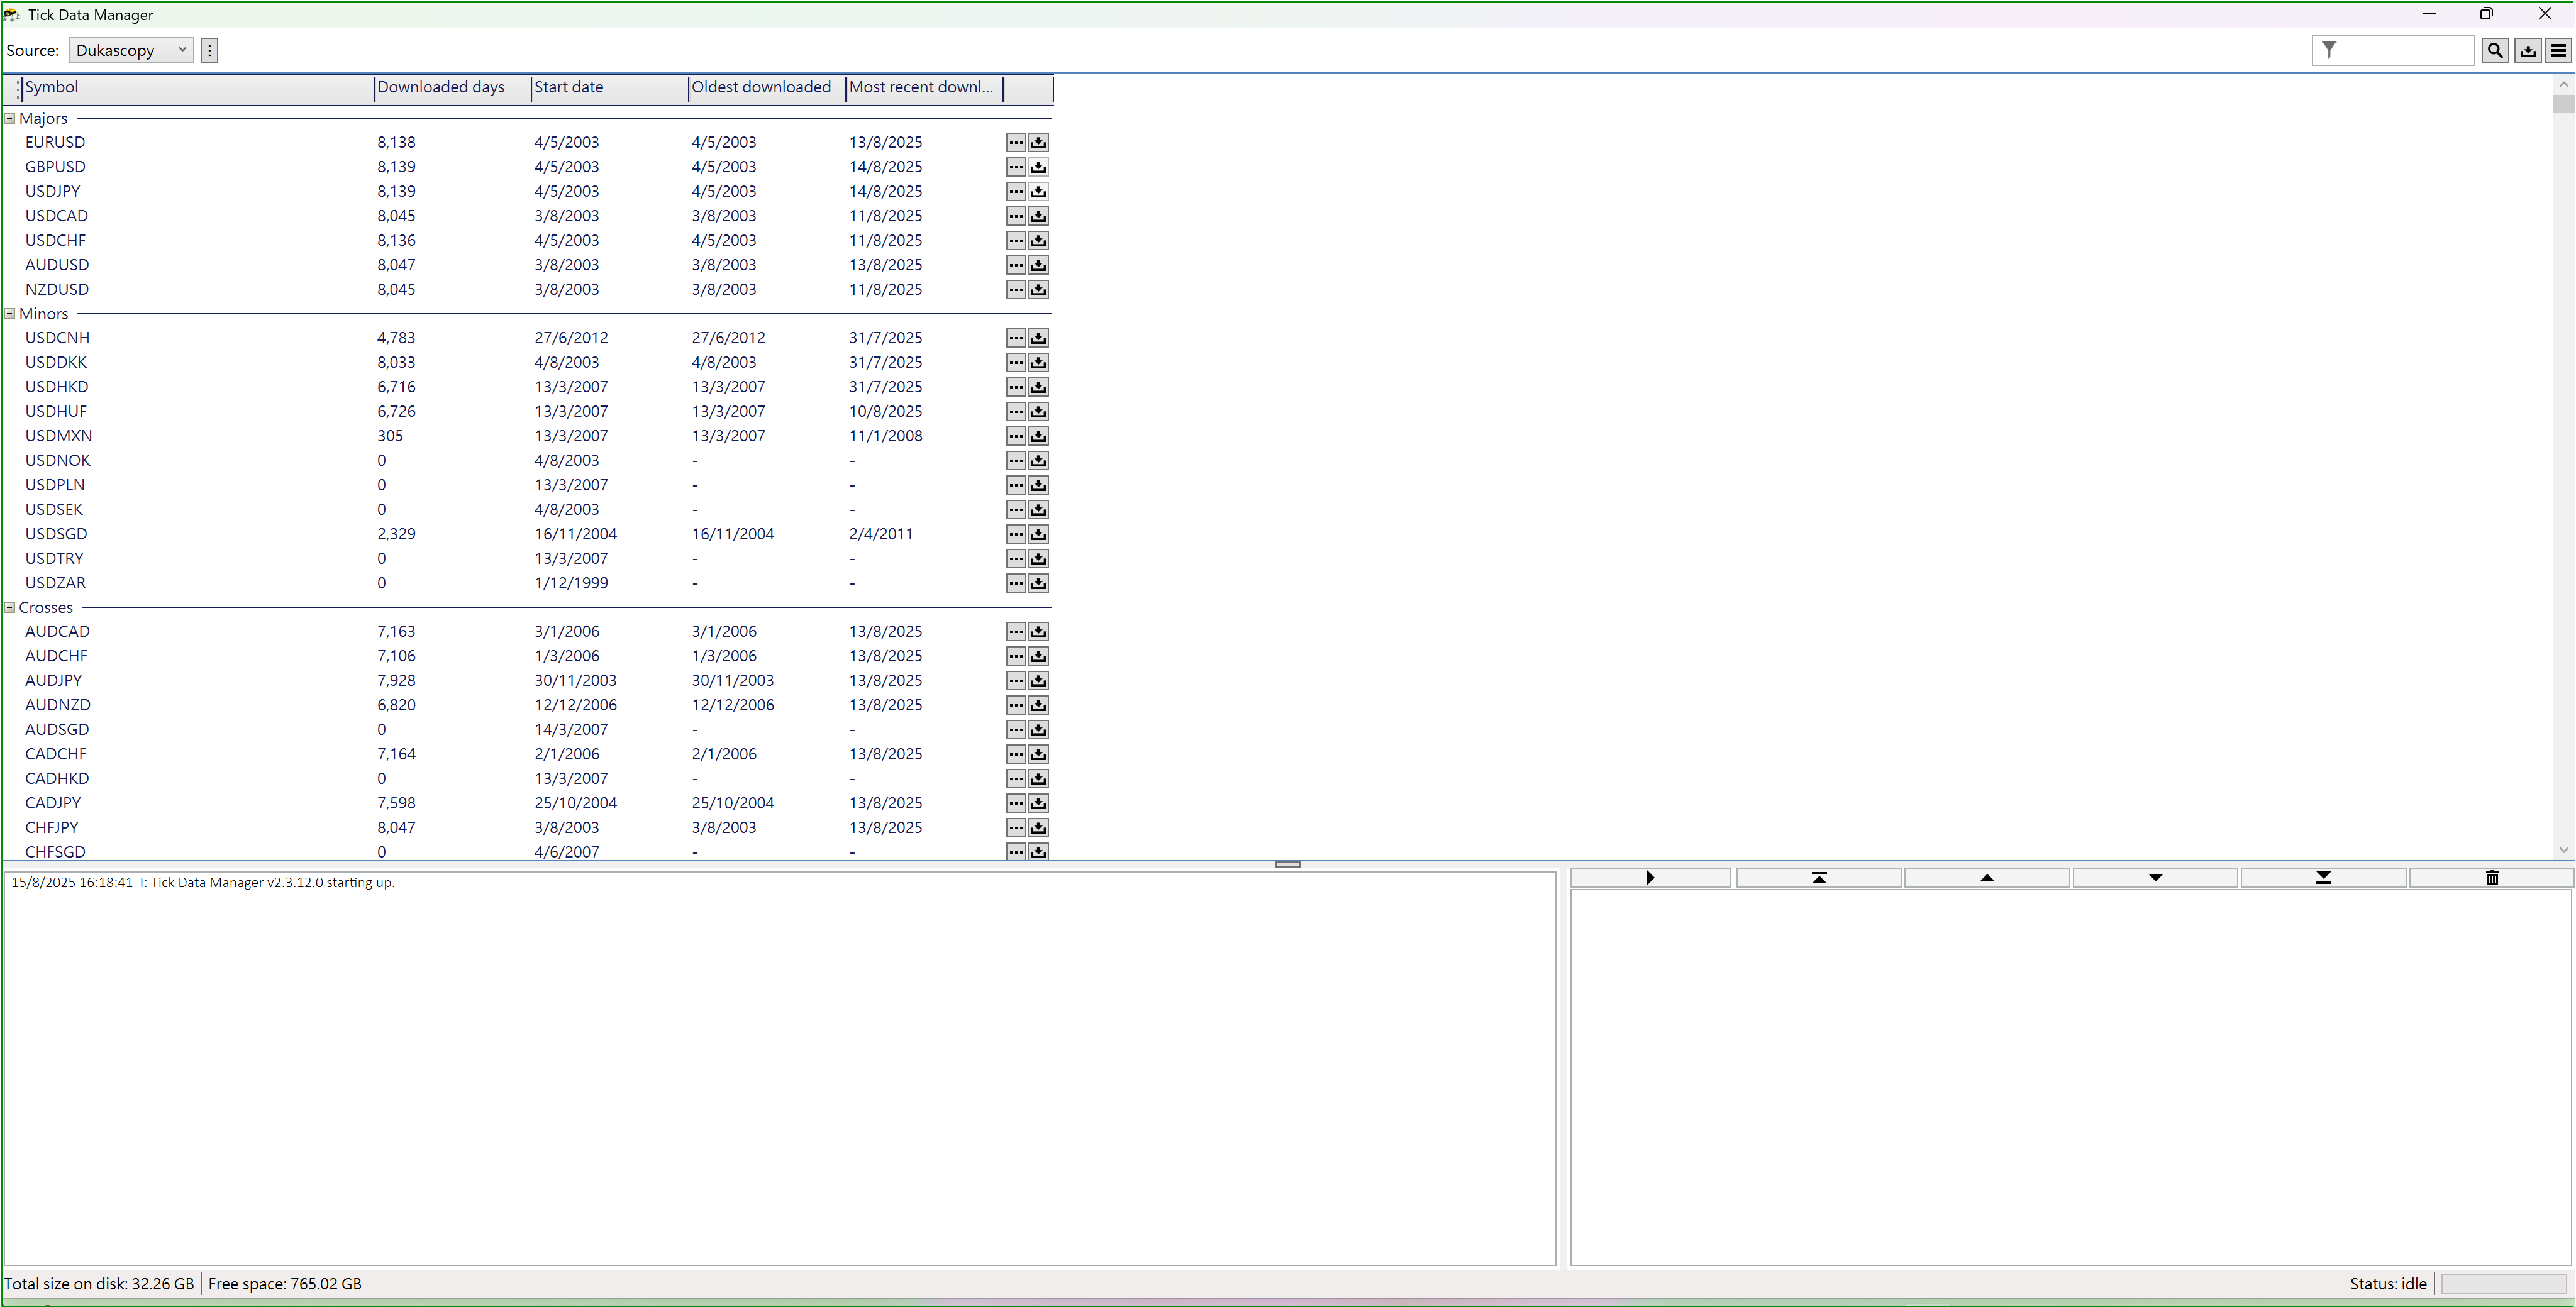 Tick Data Manager
Source: Dukascopy
Symbol Downloaded days Start date Oldest downloaded Most recent downl...
Majors
EURUSD 8,138 4/5/2003 4/5/2003 13/8/2025
GBPUSD 8,139 4/5/2003 4/5/2003 14/8/2025
USDJPY 8,139 4/5/2003 4/5/2003 14/8/2025
USDCAD 8,045 3/8/2003 3/8/2003 11/8/2025
USDCHF 8,136 4/5/2003 4/5/2003 11/8/2025
AUDUSD 8,047 3/8/2003 3/8/2003 13/8/2025
NZDUSD 8,045 3/8/2003 3/8/2003 11/8/2025
Minors
USDCNH 4,783 27/6/2012 27/6/2012 31/7/2025
USDDKK 8,033 4/8/2003 4/8/2003 31/7/2025
USDHKD 6,716 13/3/2007 13/3/2007 31/7/2025
USDHUF 6,726 13/3/2007 13/3/2007 10/8/2025
USDMXN 305 13/3/2007 13/3/2007 11/1/2008
USDNOK 0 4/8/2003 - -
USDPLN 0 13/3/2007 - -
USDSEK 0 4/8/2003 - -
USDSGD 2,329 16/11/2004 16/11/2004 2/4/2011
USDTRY 0 13/3/2007 - -
USDZAR 0 1/12/1999 - -
Crosses
AUDCAD 7,163 3/1/2006 3/1/2006 13/8/2025
AUDCHF 7,106 1/3/2006 1/3/2006 13/8/2025
AUDJPY 7,928 30/11/2003 30/11/2003 13/8/2025
AUDNZD 6,820 12/12/2006 12/12/2006 13/8/2025
AUDSGD 0 14/3/2007 - -
CADCHF 7,164 2/1/2006 2/1/2006 13/8/2025
CADHKD 0 13/3/2007 - -
CADJPY 7,598 25/10/2004 25/10/2004 13/8/2025
CHFJPY 8,047 3/8/2003 3/8/2003 13/8/2025
CHFSGD 0 4/6/2007 - -
15/8/2025 16:18:41 I: Tick Data Manager v2.3.12.0 starting up.
Total size on disk: 32.26 GB Free space: 765.02 GB Status: idle